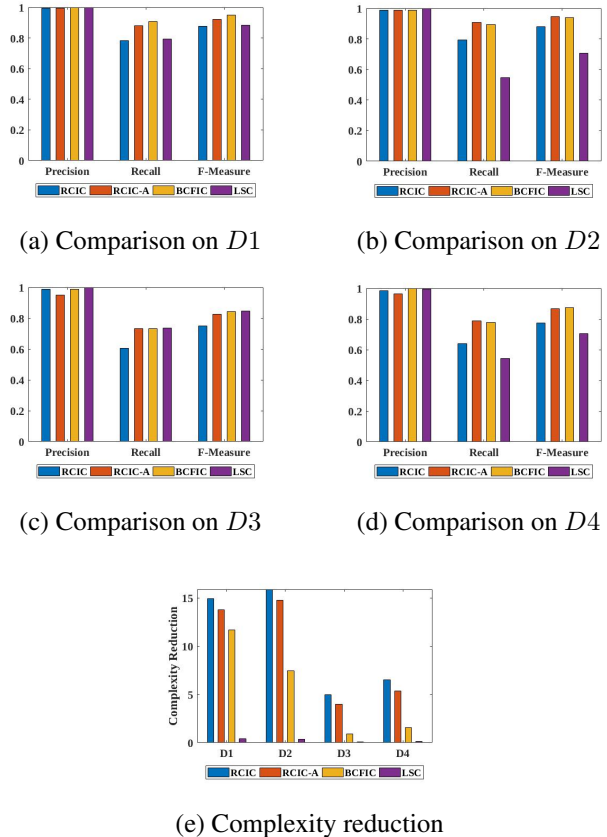 1
0.8
0.6
0.4
0.2
0
Precision Recall F-Measure
RCIC RCIC-A BCFIC LSC
(a) Comparison on D1
1
0.8
0.6
0.4
0.2
0
Precision Recall F-Measure
RCIC RCIC-A BCFIC LSC
(b) Comparison on D2
1
0.8
0.6
0.4
0.2
0
Precision Recall F-Measure
RCIC RCIC-A BCFIC LSC
(c) Comparison on D3
1
0.8
0.6
0.4
0.2
0
Precision Recall F-Measure
RCIC RCIC-A BCFIC LSC
(d) Comparison on D4
Complexity Reduction
15
10
5
0
D1 D2 D3 D4
RCIC RCIC-A BCFIC LSC
(e) Complexity reduction